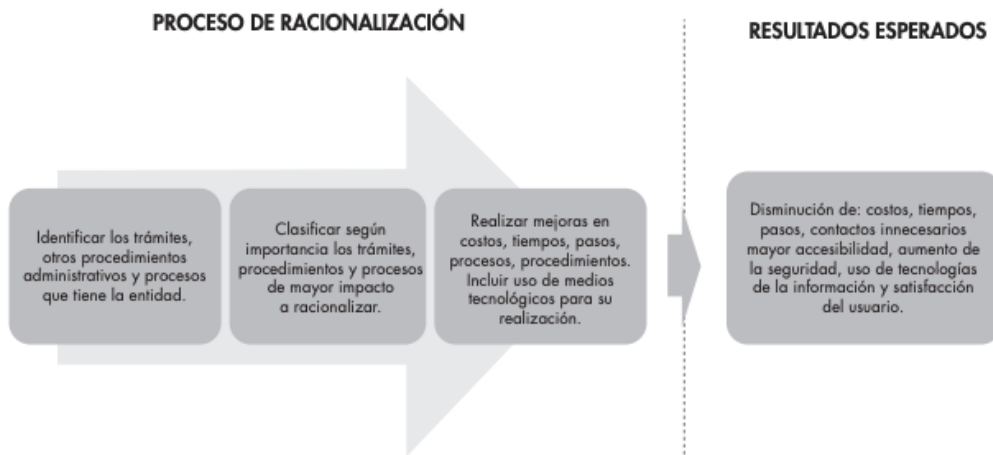 PROCESO DE RACIONALIZACIÓN
RESULTADOS ESPERADOS
Identificar los trámites,
otros procedimientos
administrativos y procesos
que tiene la entidad.
Clasificar según
importancia los trámites,
procedimientos y procesos
de mayor impacto
a racionalizar.
Realizar mejoras en
costos, tiempos, pasos,
procesos, procedimientos.
Incluir uso de medios
tecnológicos para su
realización.
Disminución de: costos, tiempos,
pasos, contactos innecesarios
mayor accesibilidad, aumento de
la seguridad, uso de tecnologías
de la información y satisfacción
del usuario.